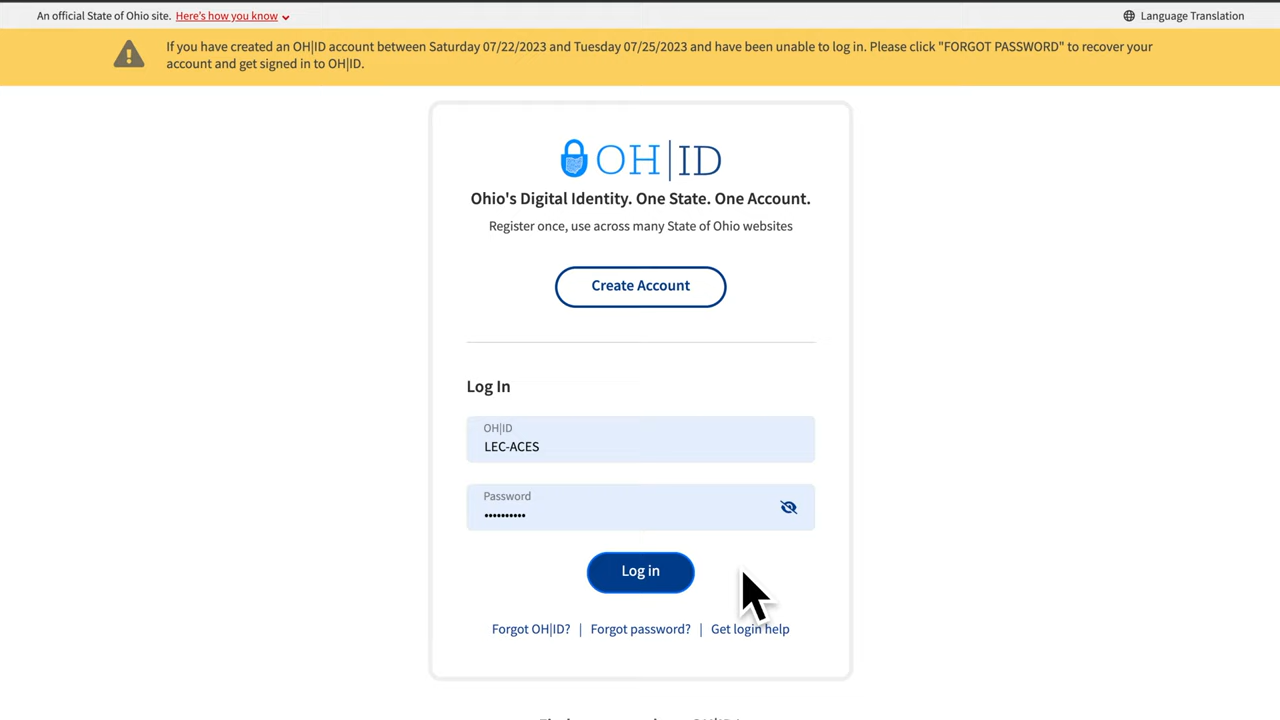 An official State of Ohio site. Here's how you know
Language Translation
If you have created an OH|ID account between Saturday 07/22/2023 and Tuesday 07/25/2023 and have been unable to log in. Please click "FORGOT PASSWORD" to recover your
account and get signed in to OH|ID.
OH|ID
Ohio's Digital Identity. One State. One Account.
Register once, use across many State of Ohio websites
Create Account
Log In
OH|ID
LEC-ACES
Password
••••••••••
Log in
Forgot OH|ID? | Forgot password? | Get login help